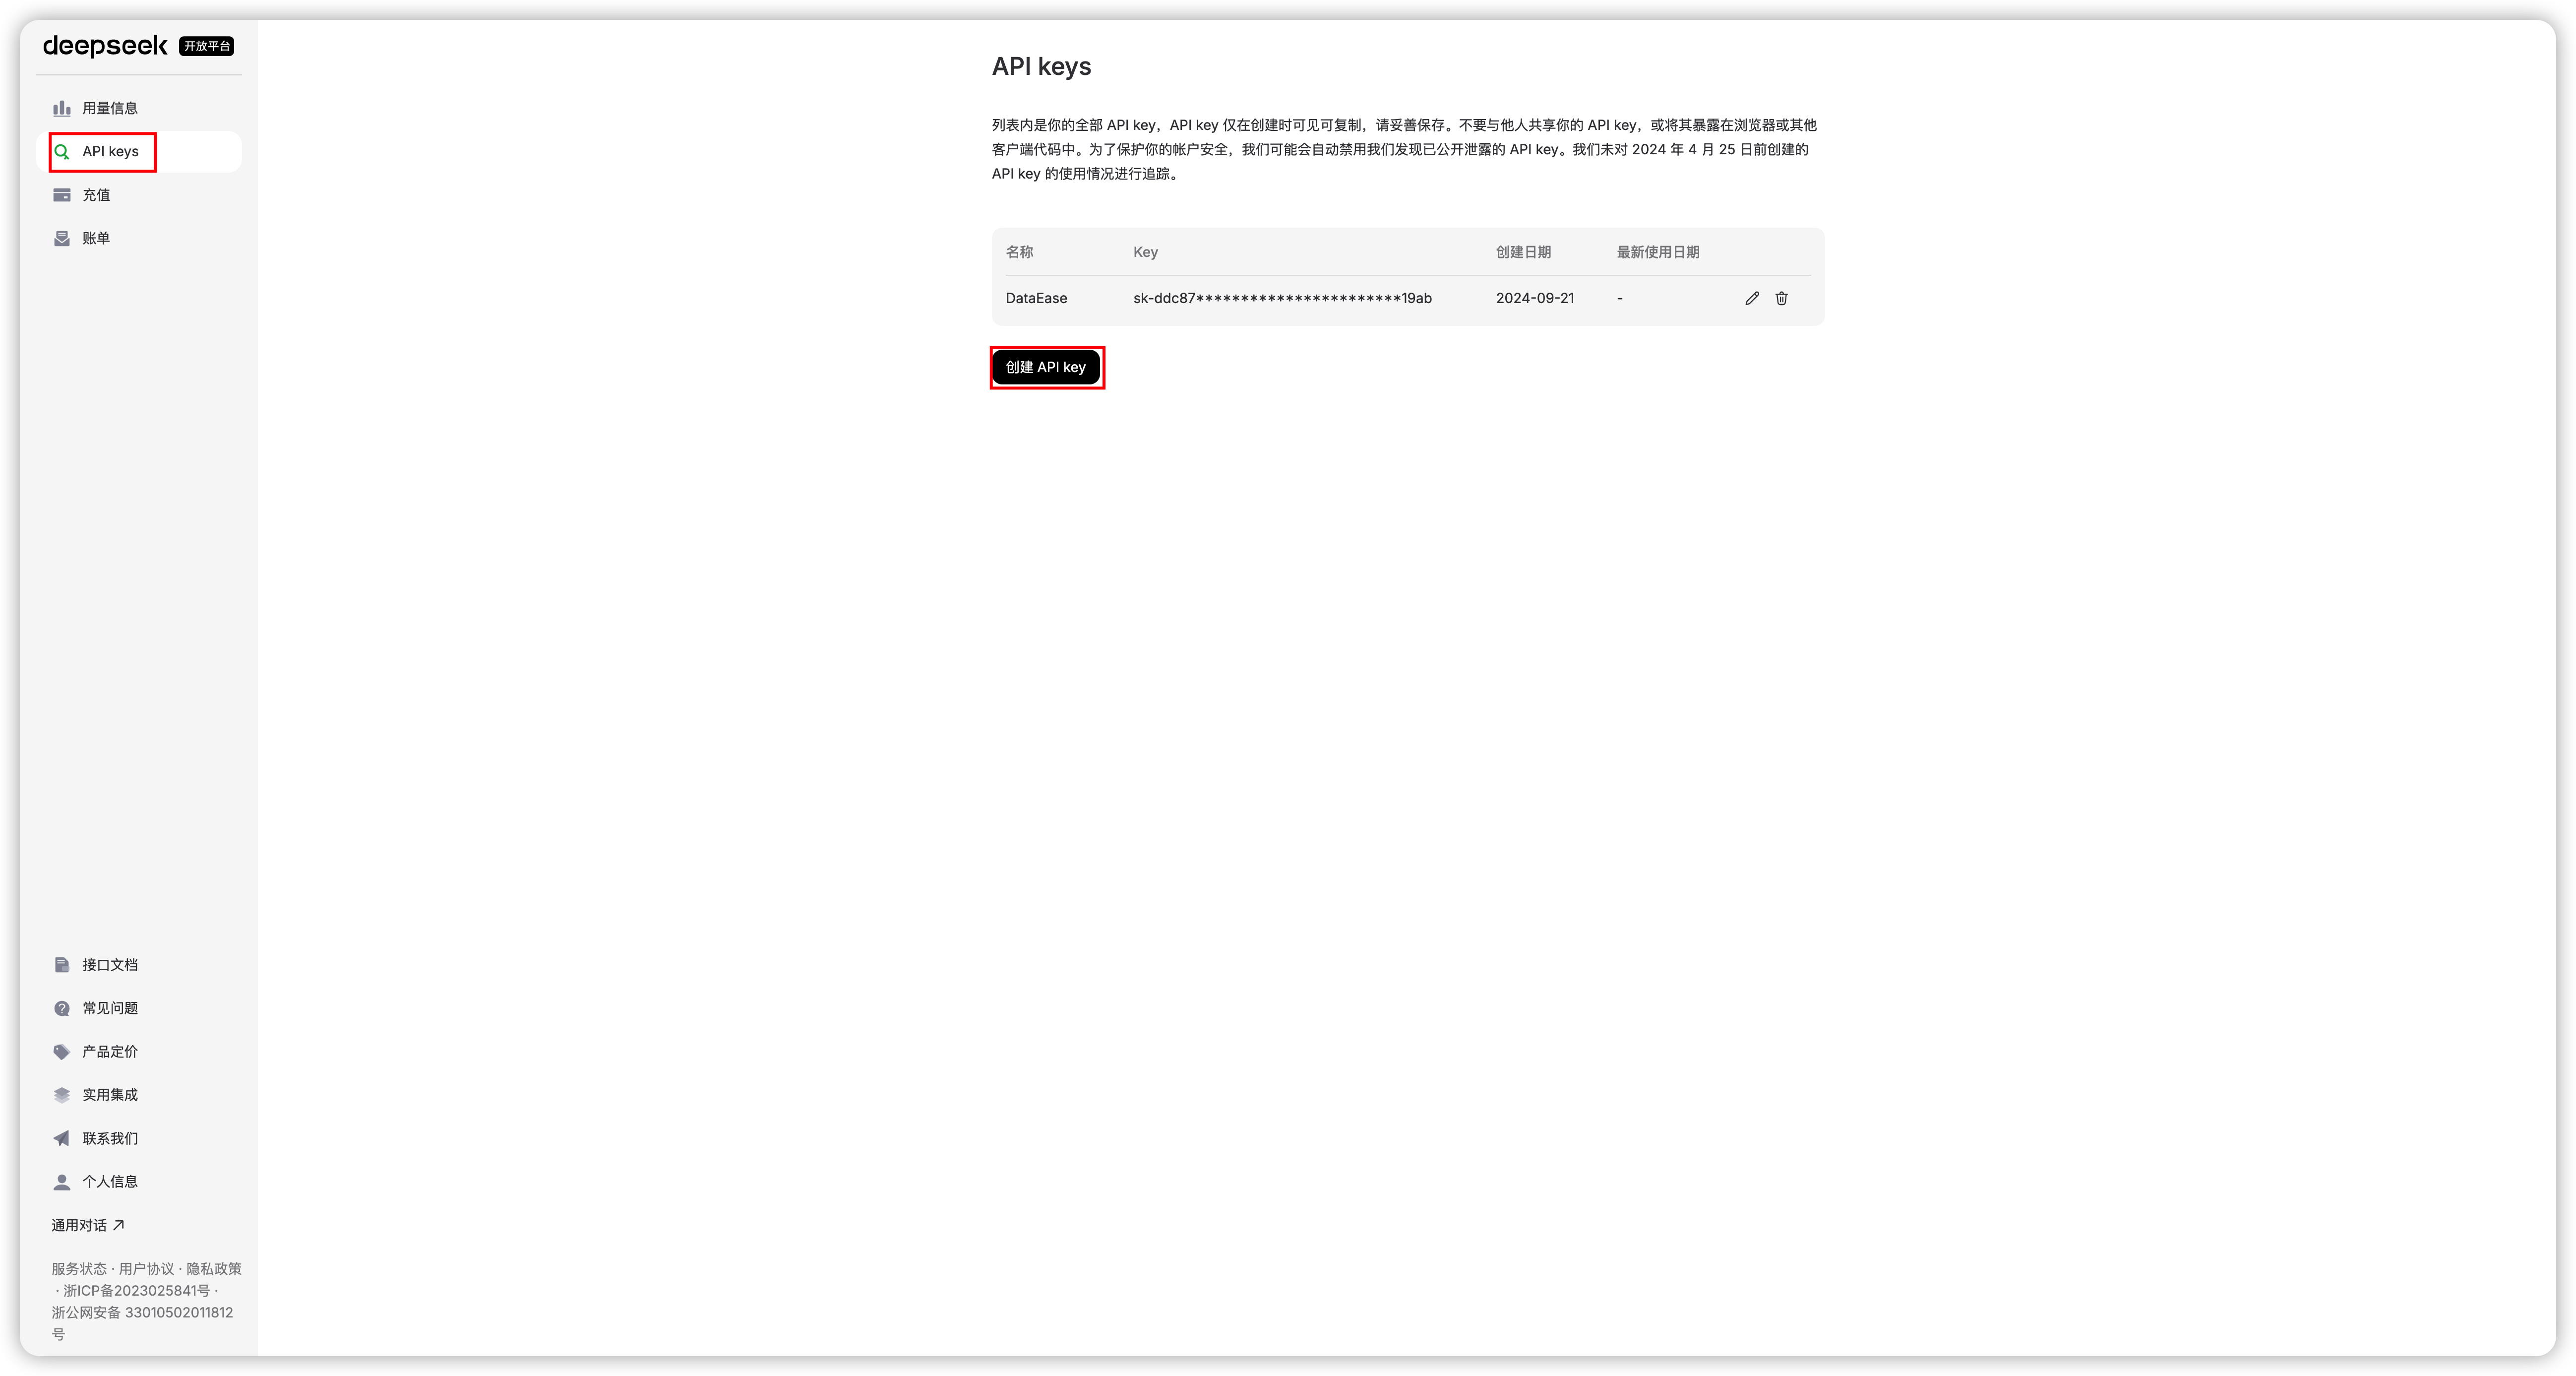 deepseek 开放平台
用量信息
API keys
充值
账单
接口文档
常见问题
产品定价
实用集成
联系我们
个人信息
通用对话
服务状态 · 用户协议 · 隐私政策
· 浙ICP备2023025841号 ·
浙公网安备 33010502011812
号
API keys
列表内是你的全部 API key，API key 仅在创建时可见可复制，请妥善保存。不要与他人共享你的 API key，或将其暴露在浏览器或其他
客户端代码中。为了保护你的帐户安全，我们可能会自动禁用我们发现已公开泄露的 API key。我们未对 2024 年 4 月 25 日前创建的
API key 的使用情况进行追踪。
名称 Key 创建日期 最新使用日期
DataEase sk-ddc87***********************19ab 2024-09-21 -
创建 API key